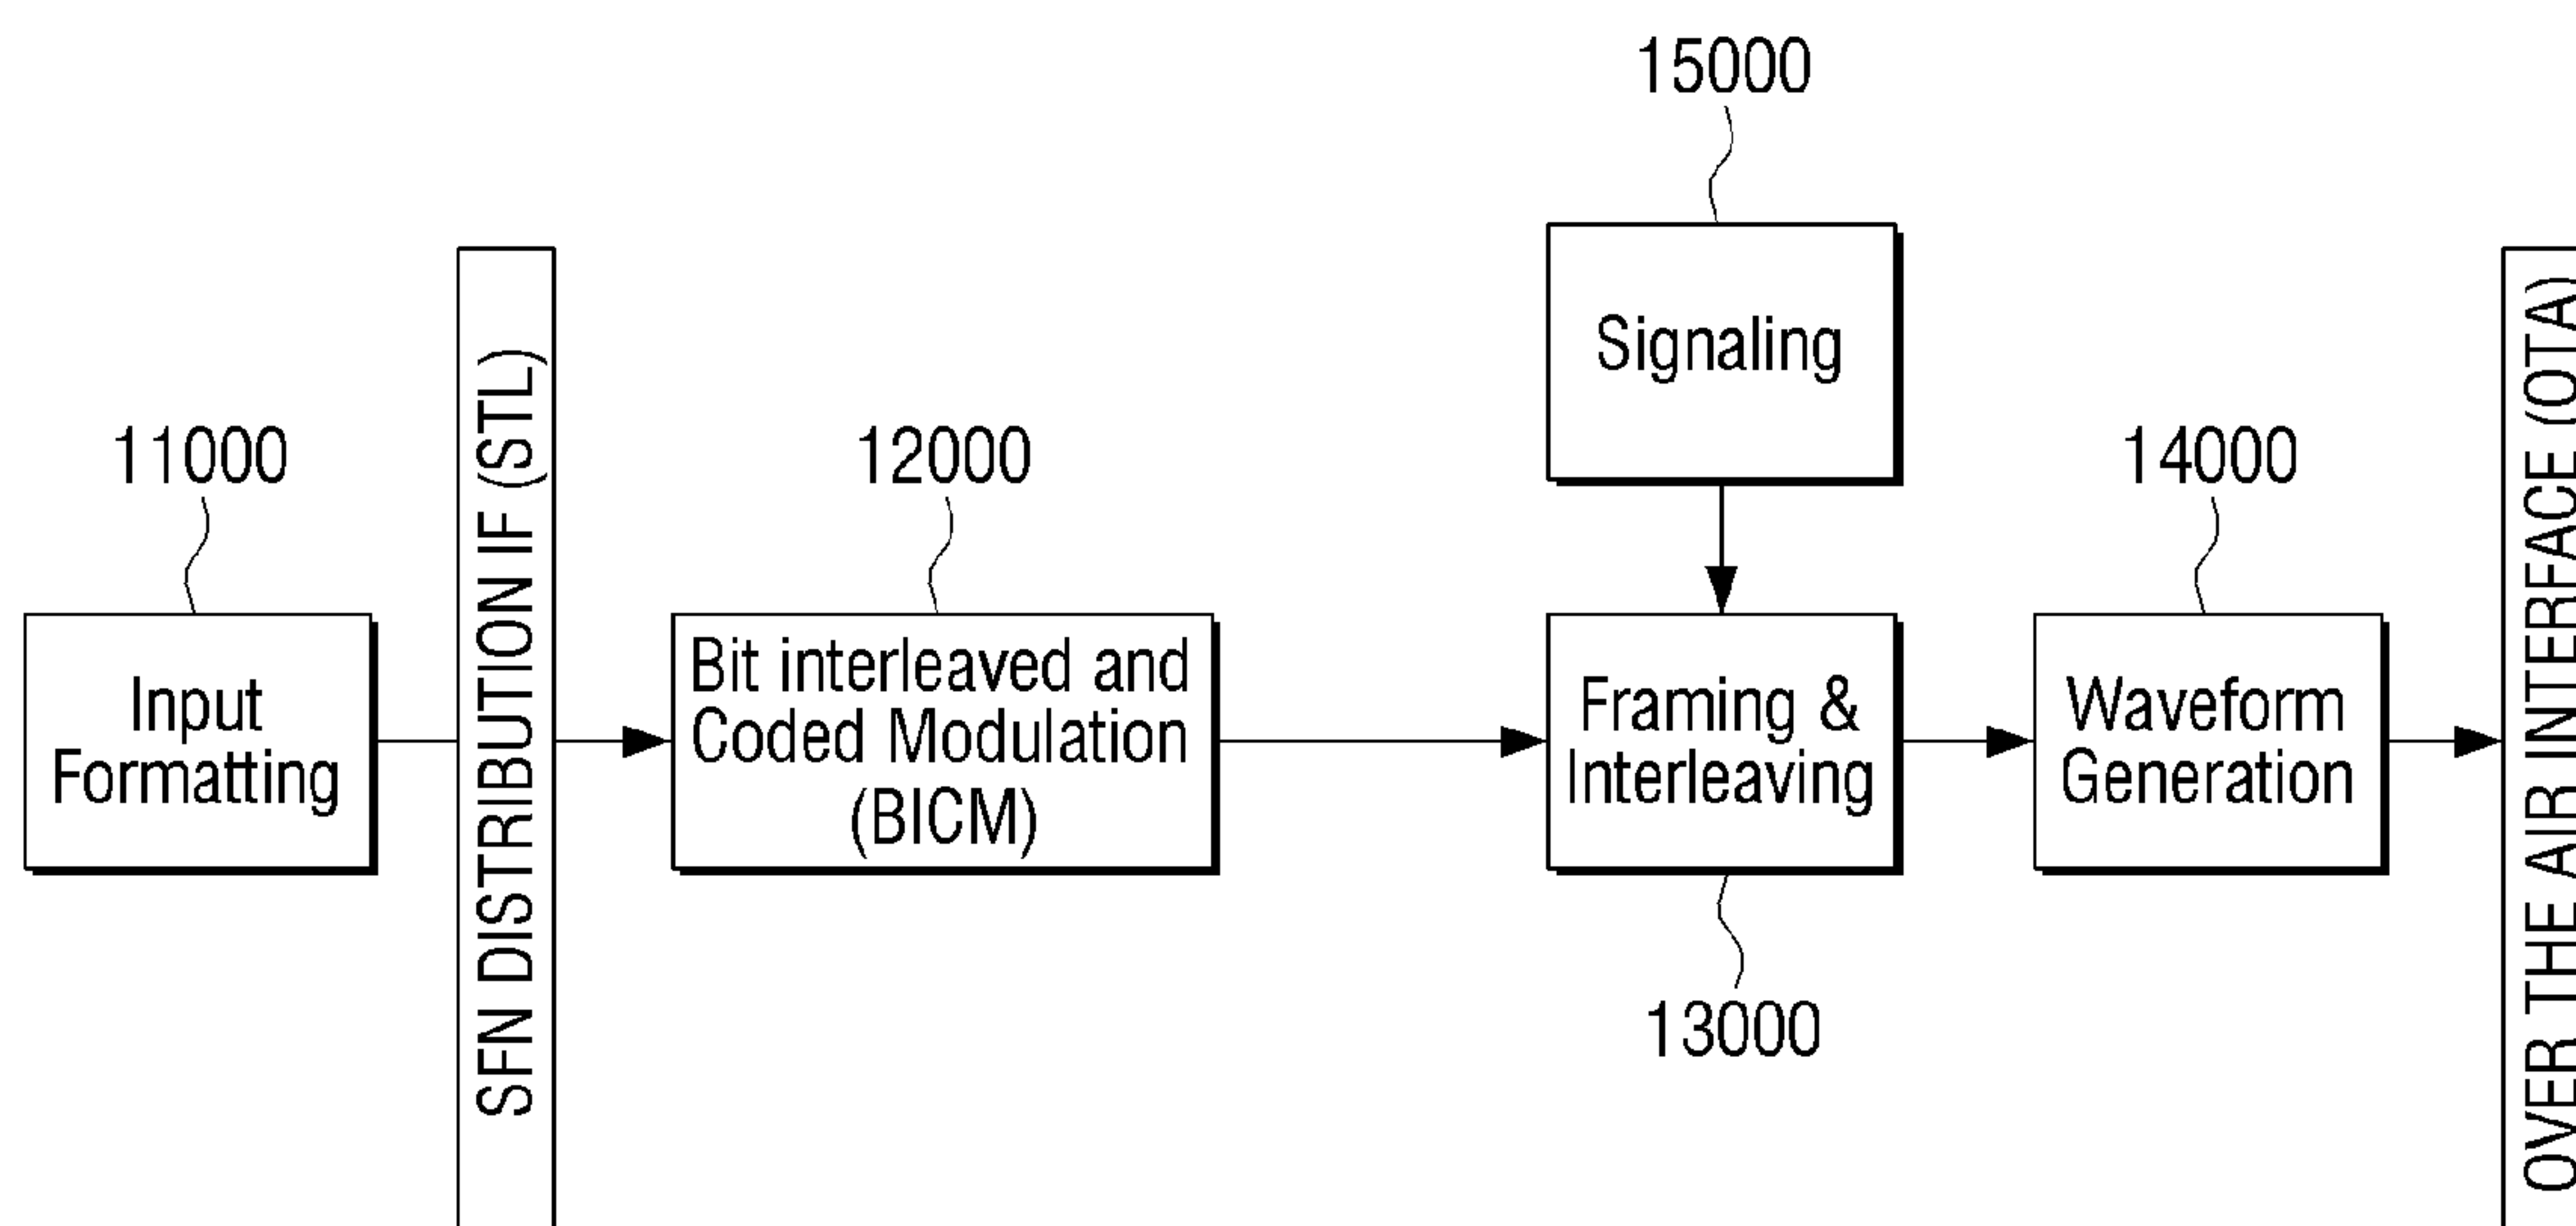 15000
Signaling
11000
12000
14000
SFN DISTRIBUTION IF (STL)
Input
Formatting
Bit interleaved and
Coded Modulation
(BICM)
Framing &
Interleaving
Waveform
Generation
OVER THE AIR INTERFACE (OTA)
13000